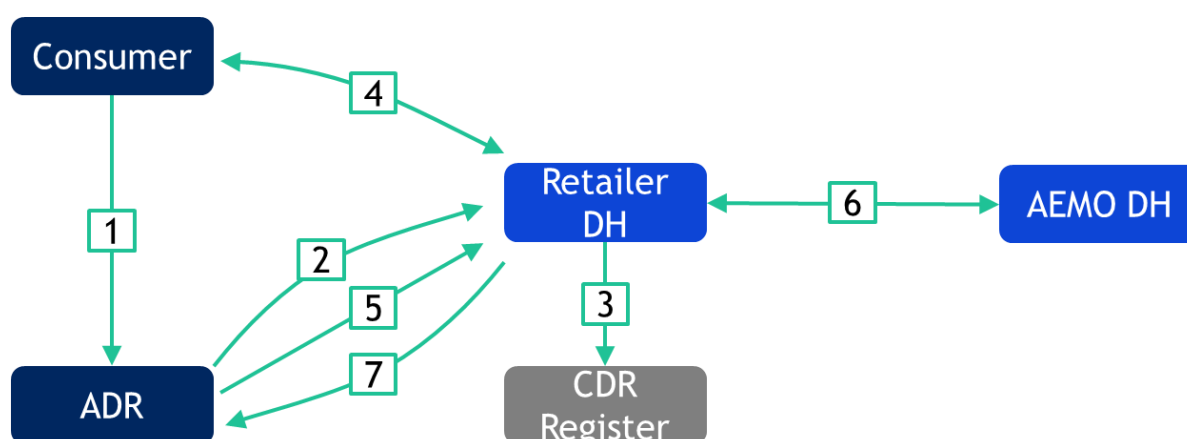 Consumer
4
Retailer
DH
6
AEMO DH
1
2
5
3
7
ADR
CDR
Register